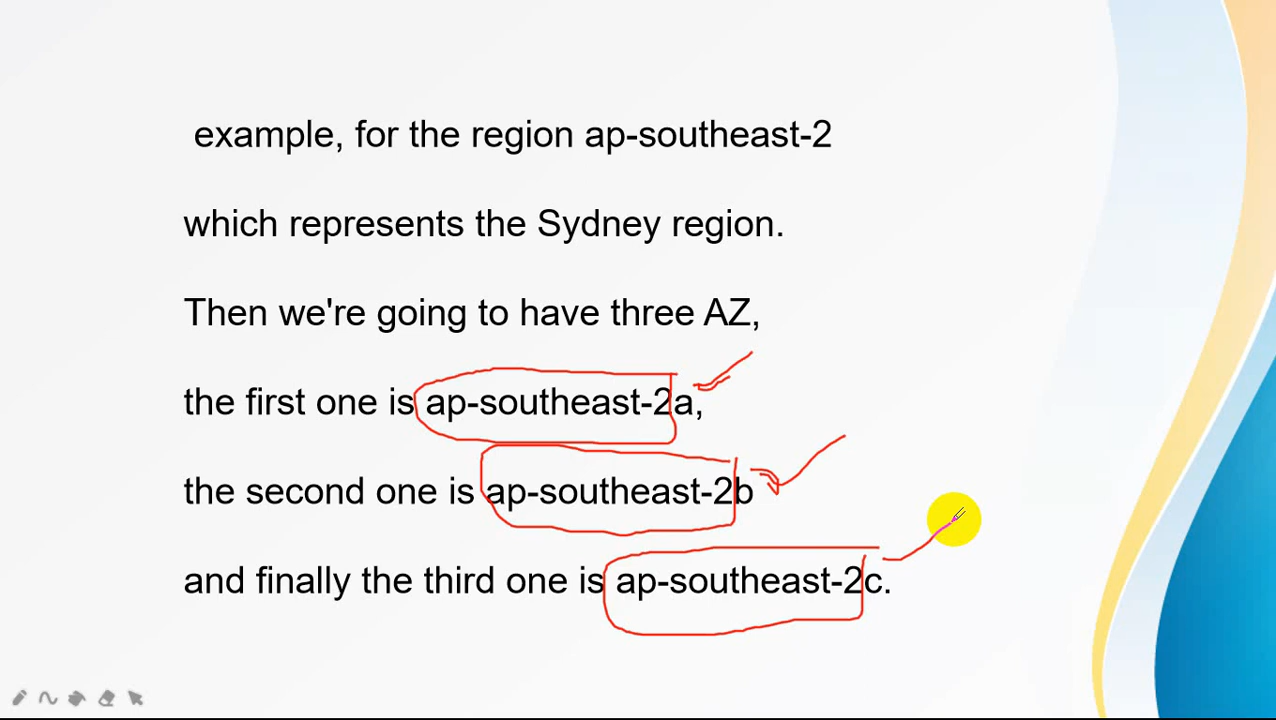 example, for the region ap-southeast-2
which represents the Sydney region.
Then we're going to have three AZ,
the first one is ap-southeast-2a,
the second one is ap-southeast-2b
and finally the third one is ap-southeast-2c.